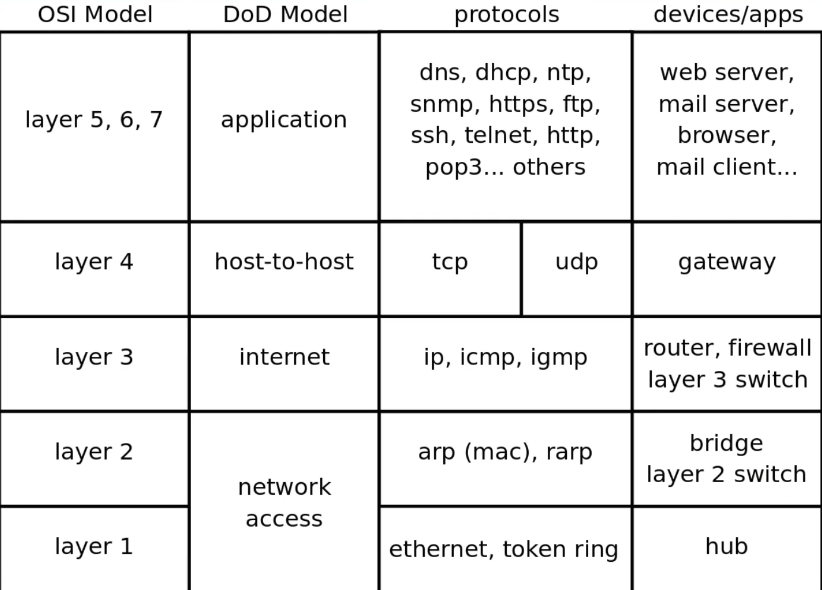 OSI Model DoD Model protocols devices/apps
layer 5, 6, 7
application
dns, dhcp, ntp,
snmp, https, ftp,
ssh, telnet, http,
pop3... others
web server,
mail server,
browser,
mail client...
layer 4
host-to-host
tcp
udp
gateway
layer 3
internet
ip, icmp, igmp
router, firewall
layer 3 switch
layer 2
network
access
arp (mac), rarp
bridge
layer 2 switch
layer 1
ethernet, token ring
hub